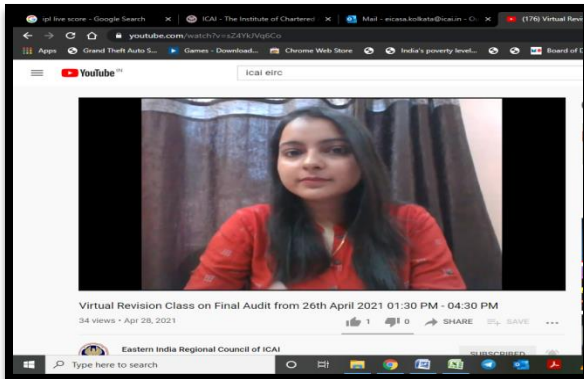 ipl live score - Google Search
ICAI - The Institute of Chartered
Mail - eicasa.kolkata@icai.in - O
(176) Virtual Revi
youtube.com/watch?v=sZ4YkJVq6Co
Apps
Grand Theft Auto S...
Games - Download...
Chrome Web Store
India's poverty level...
Board of D
YouTube IN
icai eirc
Virtual Revision Class on Final Audit from 26th April 2021 01:30 PM - 04:30 PM
34 views • Apr 28, 2021
1
0
SHARE
SAVE
Eastern India Regional Council of ICAI
SUBSCRIBED
Type here to search